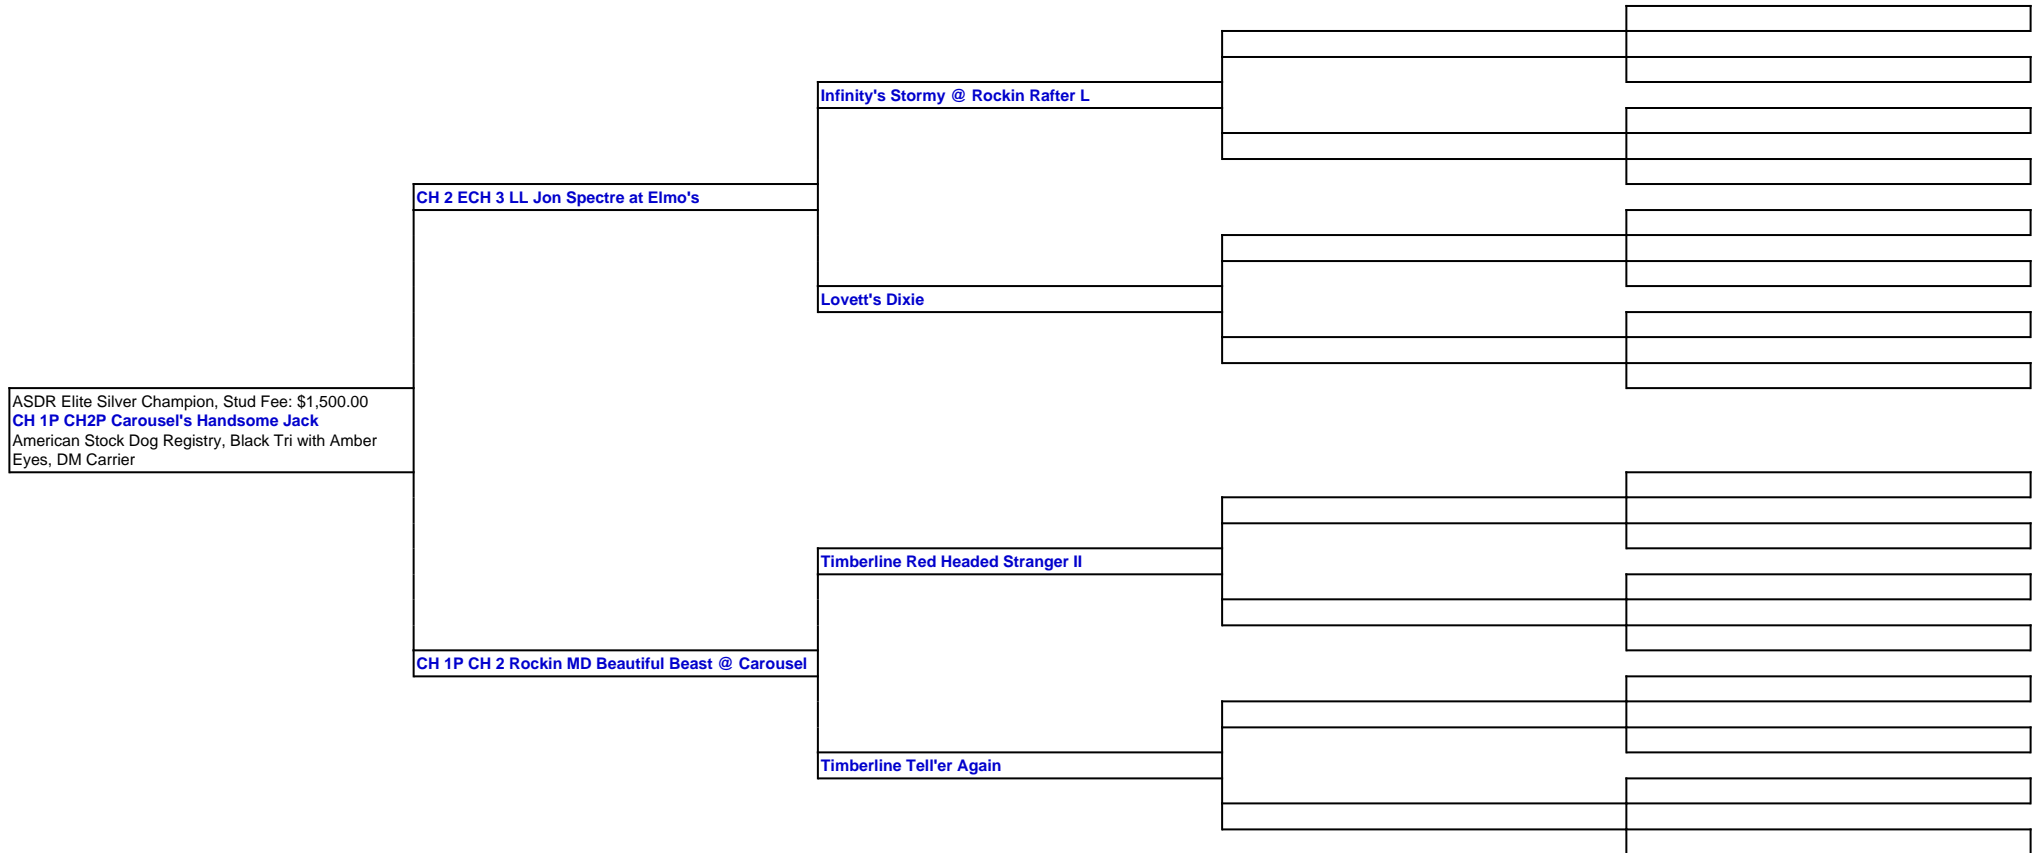 Infinity's Stormy @ Rockin Rafter L
CH 2 ECH 3 LL Jon Spectre at Elmo's
Lovett's Dixie
ASDR Elite Silver Champion, Stud Fee: $1,500.00
CH 1P CH2P Carousel's Handsome Jack
American Stock Dog Registry, Black Tri with Amber
Eyes, DM Carrier
Timberline Red Headed Stranger II
CH 1P CH 2 Rockin MD Beautiful Beast @ Carousel
Timberline Tell'er Again